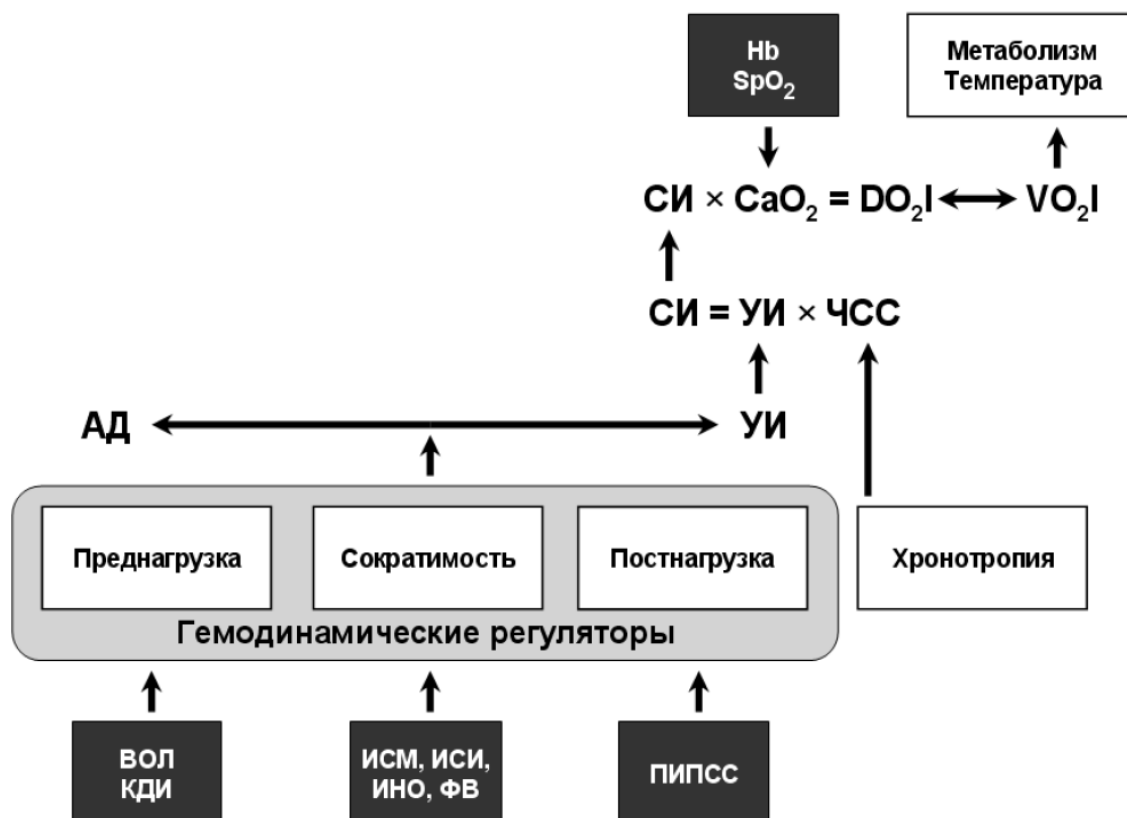 Hb
SpO₂
Метаболизм
Температура
СИ × CaO₂ = DO₂I
VO₂I
СИ = УИ × ЧСС
АД
УИ
Преднагрузка
Сократимость
Постнагрузка
Хронотропия
Гемодинамические регуляторы
ВОЛ
КДИ
ИСМ, ИСИ,
ИНО, ФВ
ПИПСС